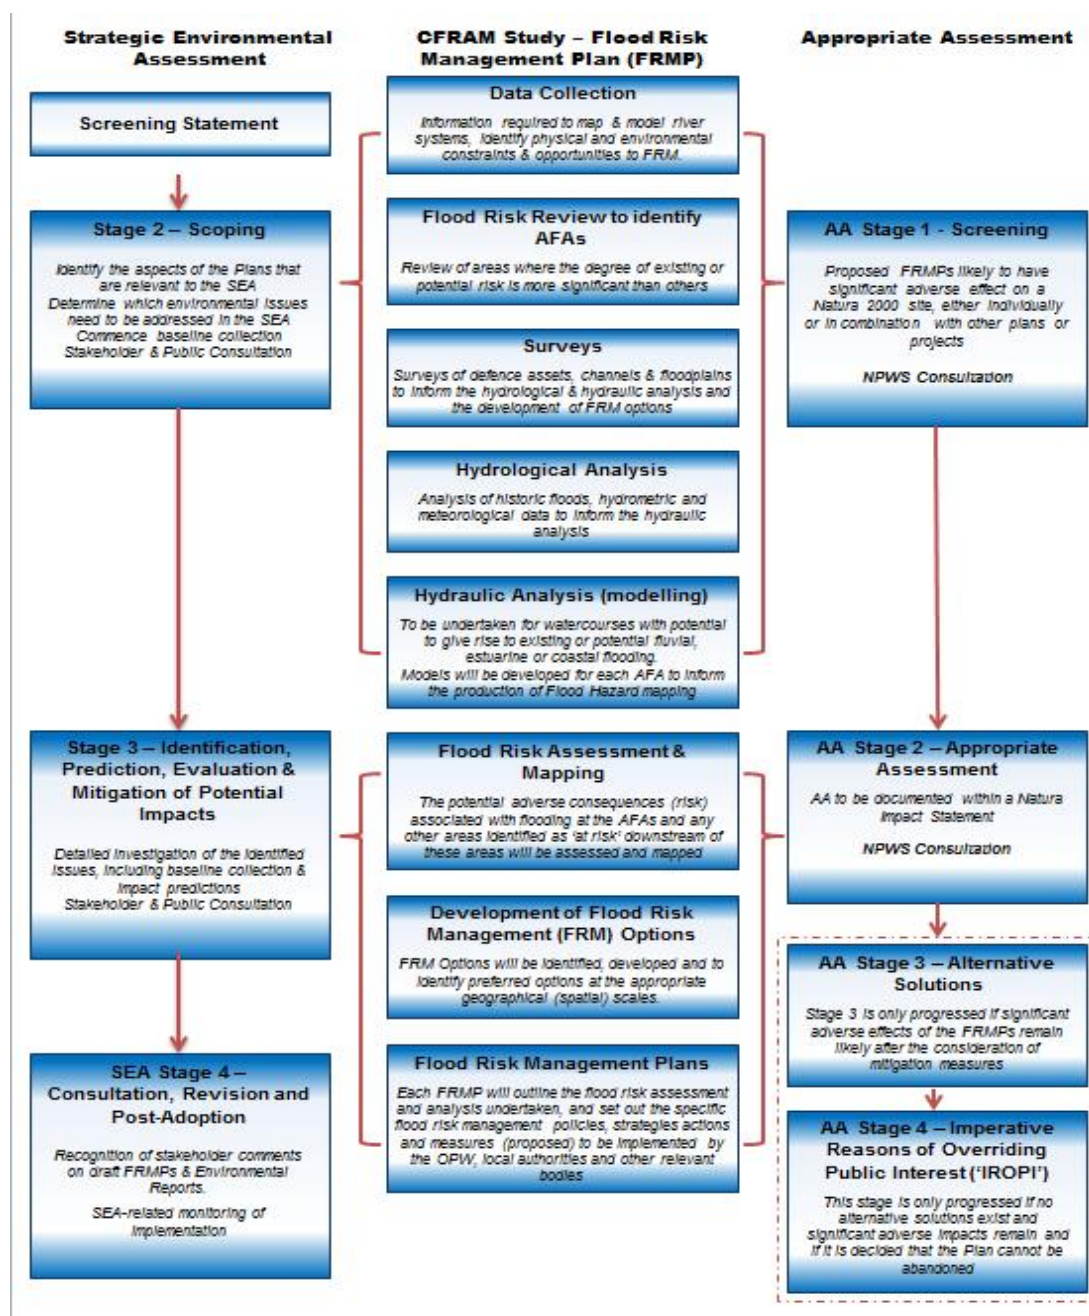 Strategic Environmental
Assessment
Screening Statement
Stage 2 – Scoping
Identify the aspects of the Plans that
are relevant to the SEA
Determine which environmental issues
need to be addressed in the SEA
Commence baseline collection
Stakeholder & Public Consultation
Stage 3 – Identification,
Prediction, Evaluation &
Mitigation of Potential
Impacts
Detailed investigation of the identified
issues, including baseline collection &
impact predictions
Stakeholder & Public Consultation
SEA Stage 4 –
Consultation, Revision and
Post-Adoption
Recognition of stakeholder comments
on draft FRMPs & Environmental
Reports.
SEA-related monitoring of
implementation
CFRAM Study – Flood Risk
Management Plan (FRMP)
Data Collection
Information required to map & model river
systems, identify physical and environmental
constraints & opportunities to FRM.
Flood Risk Review to identify
AFAs
Review of areas where the degree of existing or
potential risk is more significant than others
Surveys
Surveys of defence assets, channels & floodplains
to inform the hydrological & hydraulic analysis and
the development of FRM options
Hydrological Analysis
Analysis of historic floods, hydrometric and
meteorological data to inform the hydraulic
analysis
Hydraulic Analysis (modelling)
To be undertaken for watercourses with potential
to give rise to existing or potential fluvial,
estuarine or coastal flooding.
Models will be developed for each AFA to inform
the production of Flood Hazard mapping
Flood Risk Assessment &
Mapping
The potential adverse consequences (risk)
associated with flooding at the AFAs and any
other areas identified as 'at risk' downstream of
these areas will be assessed and mapped
Development of Flood Risk
Management (FRM) Options
FRM Options will be identified, developed and to
identify preferred options at the appropriate
geographical (spatial) scales.
Flood Risk Management Plans
Each FRMP will outline the flood risk assessment
and analysis undertaken, and set out the specific
flood risk management policies, strategies actions
and measures (proposed) to be implemented by
the OPW, local authorities and other relevant
bodies
Appropriate Assessment
AA Stage 1 - Screening
Proposed FRMPs likely to have
significant adverse effect on a
Natura 2000 site, either individually
or in combination with other plans or
projects
NPWS Consultation
AA Stage 2 – Appropriate
Assessment
AA to be documented within a Natura
Impact Statement
NPWS Consultation
AA Stage 3 – Alternative
Solutions
Stage 3 is only progressed if significant
adverse effects of the FRMPs remain
likely after the consideration of
mitigation measures
AA Stage 4 – Imperative
Reasons of Overriding
Public Interest ('IROPI')
This stage is only progressed if no
alternative solutions exist and
significant adverse impacts remain and
if it is decided that the Plan cannot be
abandoned